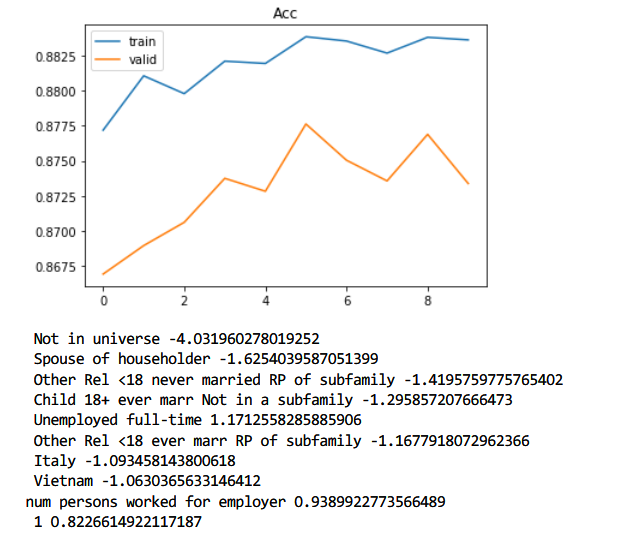 Acc
train
valid
0.8825
0.8800
0.8775
0.8750
0.8725
0.8700
0.8675
0 2 4 6 8
Not in universe -4.031960278019252
Spouse of householder -1.6254039587051399
Other Rel <18 never married RP of subfamily -1.4195759775765402
Child 18+ ever marr Not in a subfamily -1.295857207666473
Unemployed full-time 1.1712558285885906
Other Rel <18 ever marr RP of subfamily -1.1677918072962366
Italy -1.093458143800618
Vietnam -1.0630365633146412
num persons worked for employer 0.9389922773566489
1 0.8226614922117187